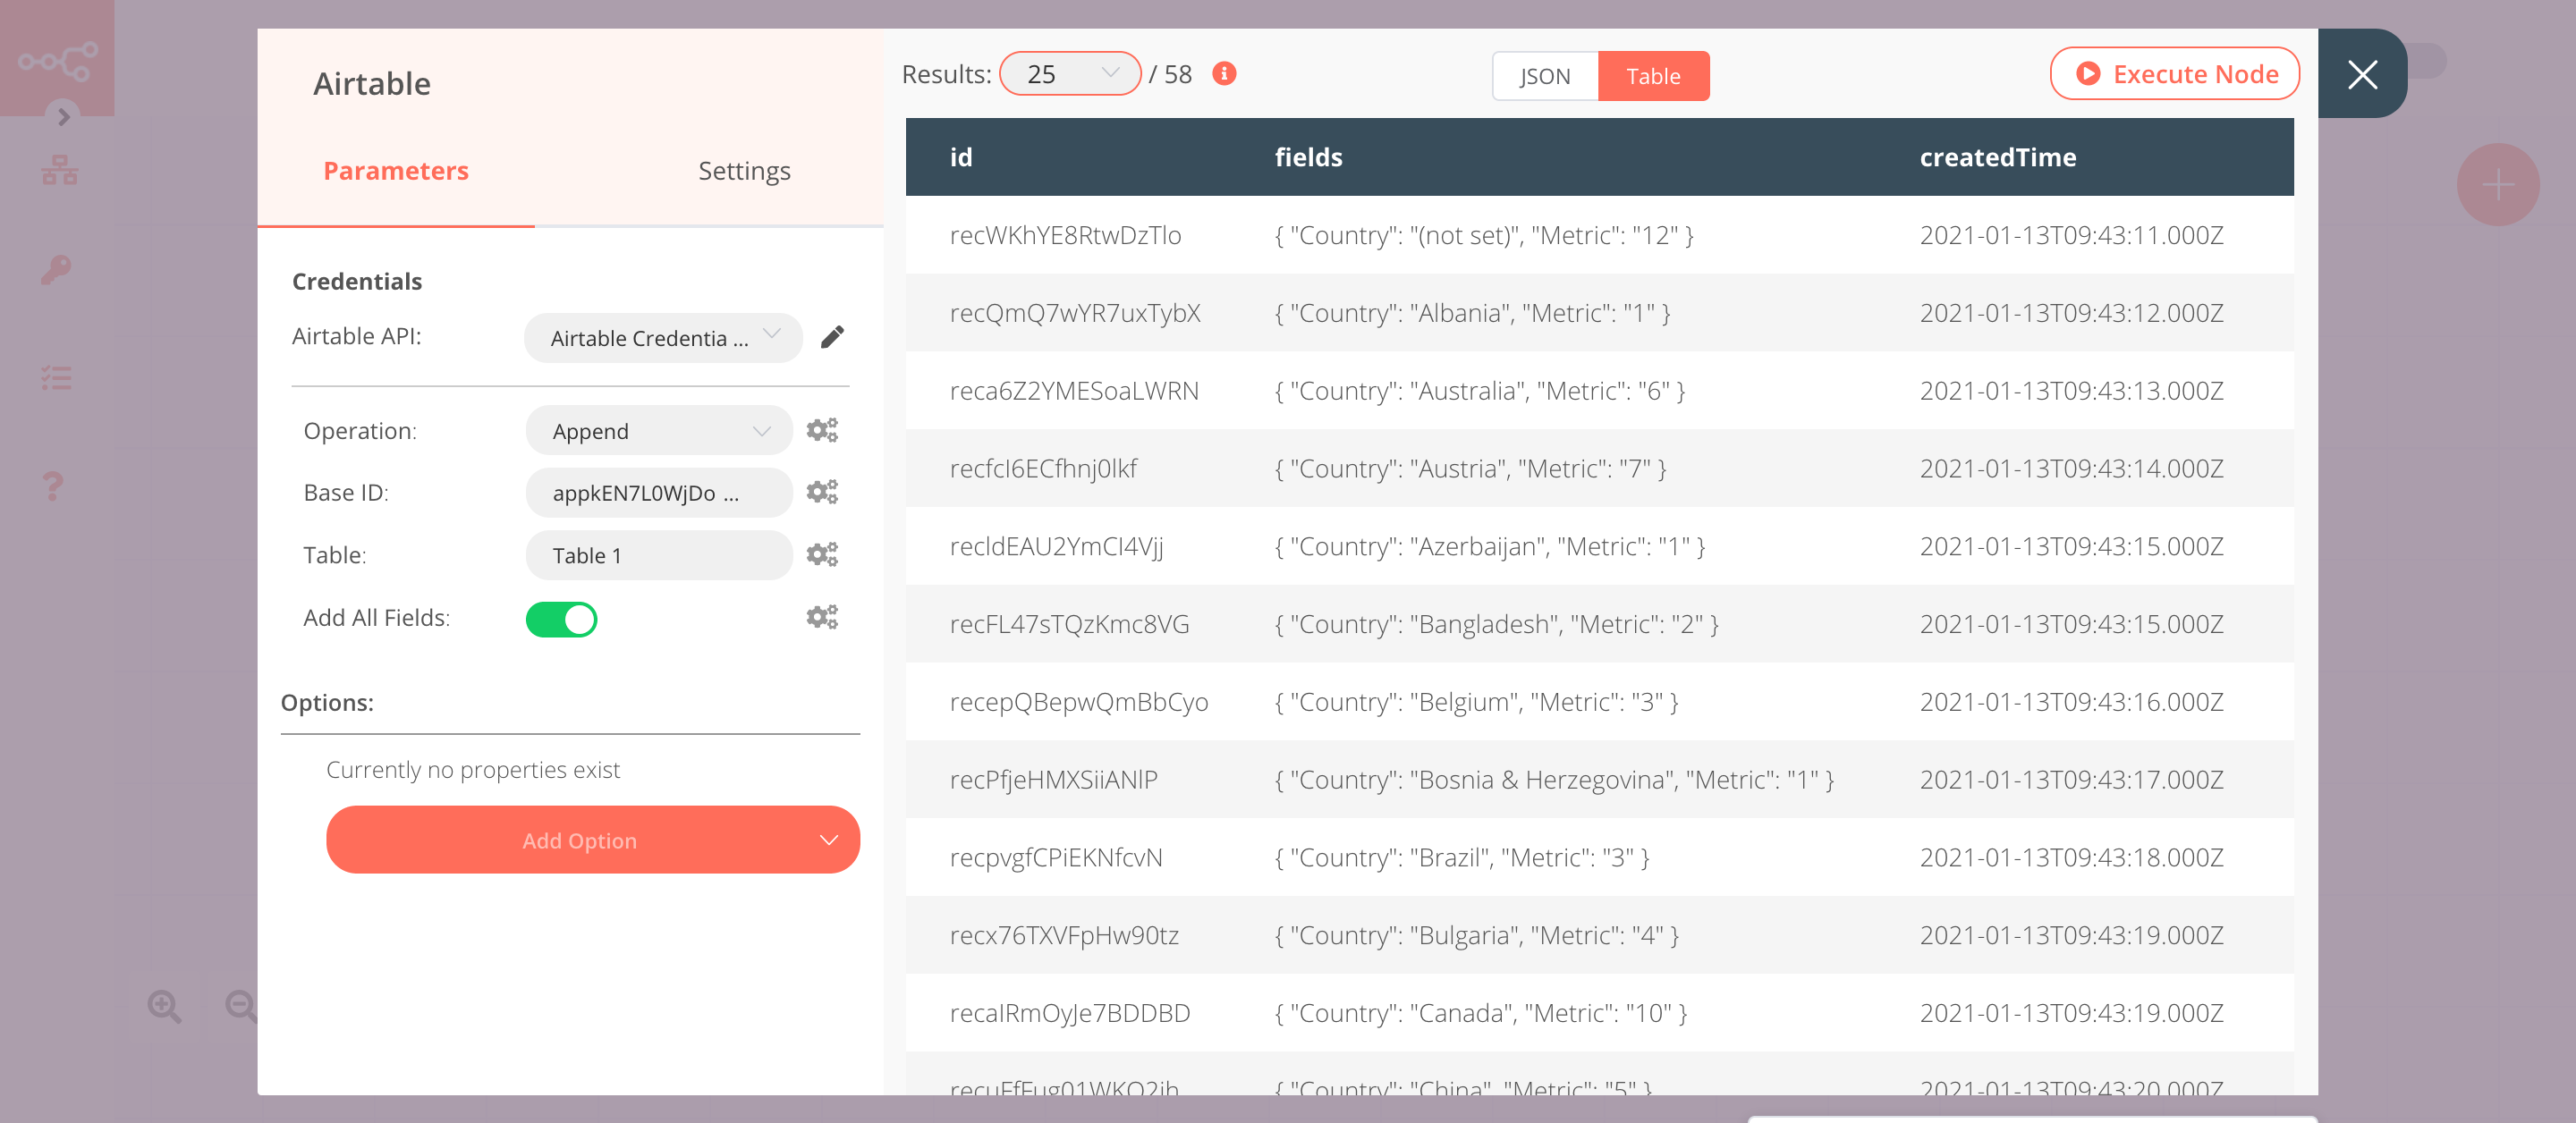 Airtable
Parameters
Settings
Credentials
Airtable API:
Airtable Credentia ...
Operation:
Append
Base ID:
appkEN7L0WjDo ...
Table:
Table 1
Add All Fields:
Options:
Currently no properties exist
Add Option
Results: 25 / 58
JSON
Table
Execute Node
id fields createdTime
recWKhYE8RtwDzTlo { "Country": "(not set)", "Metric": "12" } 2021-01-13T09:43:11.000Z
recQmQ7wYR7uxTybX { "Country": "Albania", "Metric": "1" } 2021-01-13T09:43:12.000Z
reca6Z2YMESoaLWRN { "Country": "Australia", "Metric": "6" } 2021-01-13T09:43:13.000Z
recfcI6ECfhnj0lkf { "Country": "Austria", "Metric": "7" } 2021-01-13T09:43:14.000Z
recldEAU2YmCI4Vjj { "Country": "Azerbaijan", "Metric": "1" } 2021-01-13T09:43:15.000Z
recFL47sTQzKmc8VG { "Country": "Bangladesh", "Metric": "2" } 2021-01-13T09:43:15.000Z
recepQBepwQmBbCyo { "Country": "Belgium", "Metric": "3" } 2021-01-13T09:43:16.000Z
recPfjeHMXSiiANlP { "Country": "Bosnia & Herzegovina", "Metric": "1" } 2021-01-13T09:43:17.000Z
recpvgfCPiEKNfcvN { "Country": "Brazil", "Metric": "3" } 2021-01-13T09:43:18.000Z
recx76TXVFpHw90tz { "Country": "Bulgaria", "Metric": "4" } 2021-01-13T09:43:19.000Z
recaIRmOyJe7BDDBD { "Country": "Canada", "Metric": "10" } 2021-01-13T09:43:19.000Z
{ "Country": "China", "Metric": "5" } 2021-01-13T09:43:20.000Z